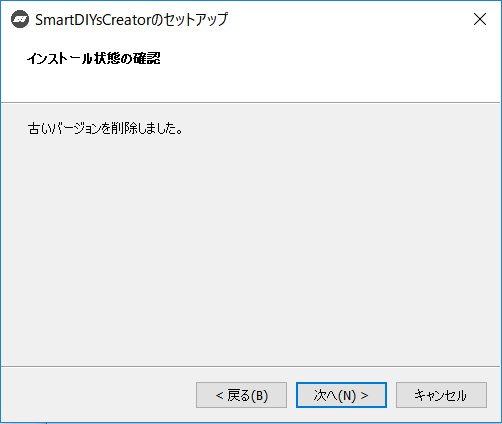 SmartDIYsCreatorのセットアップ
インストール状態の確認
古いバージョンを削除しました。
< 戻る(B)
次へ(N) >
キャンセル